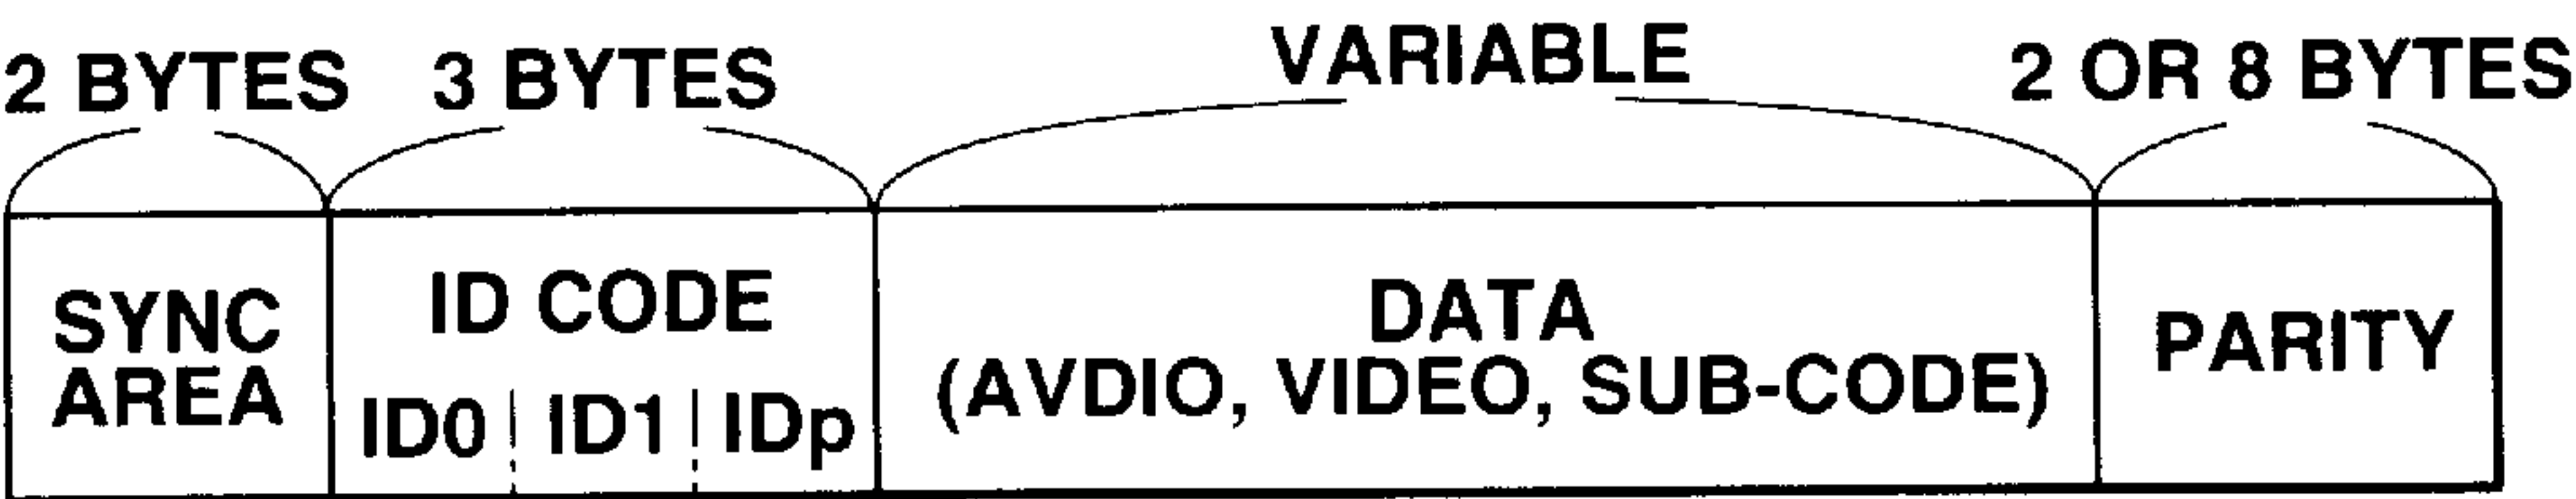 2 BYTES 3 BYTES VARIABLE 2 OR 8 BYTES
SYNC
AREA
ID CODE
ID0 ID1 IDp
DATA
(AVDIO, VIDEO, SUB-CODE)
PARITY